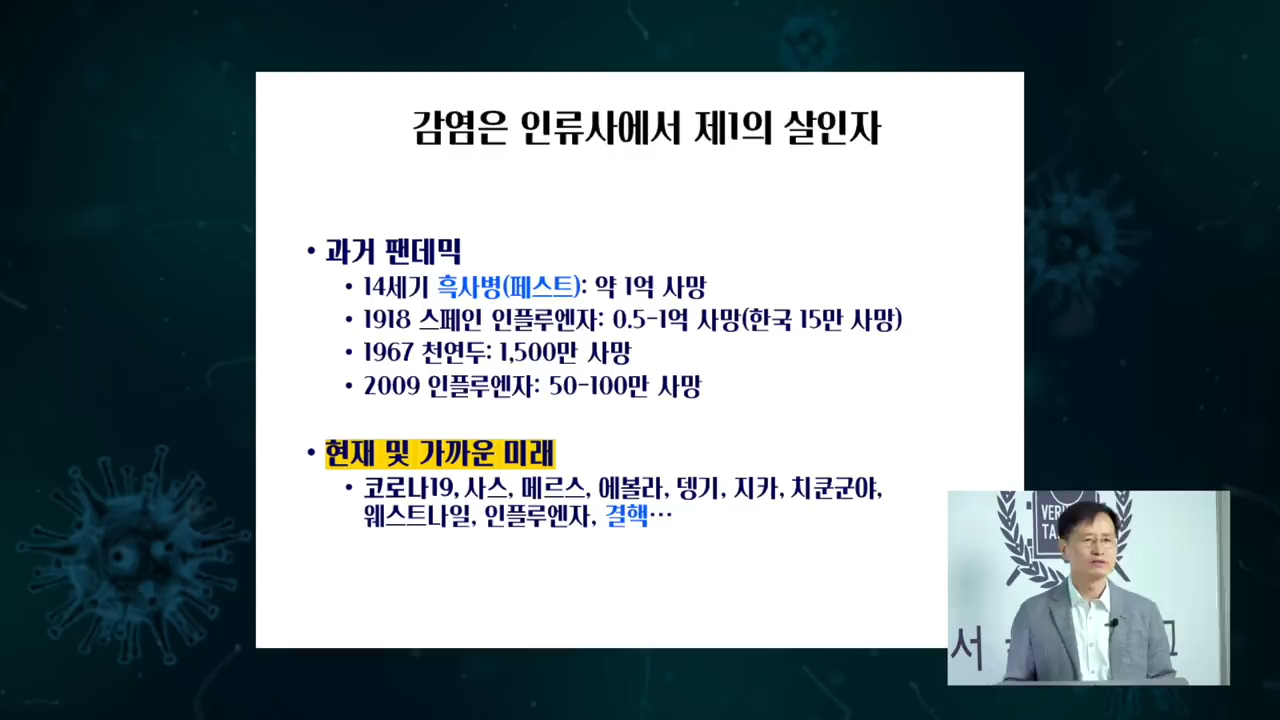 감염은 인류사에서 제1의 살인자
• 과거 팬데믹
• 14세기 흑사병(페스트): 약 1억 사망
• 1918 스페인 인플루엔자: 0.5-1억 사망(한국 15만 사망)
• 1967 천연두: 1,500만 사망
• 2009 인플루엔자: 50-100만 사망
• 현재 및 가까운 미래
• 코로나19, 사스, 메르스, 에볼라, 뎅기, 지카, 치쿤군야,
웨스트나일, 인플루엔자, 결핵…
서